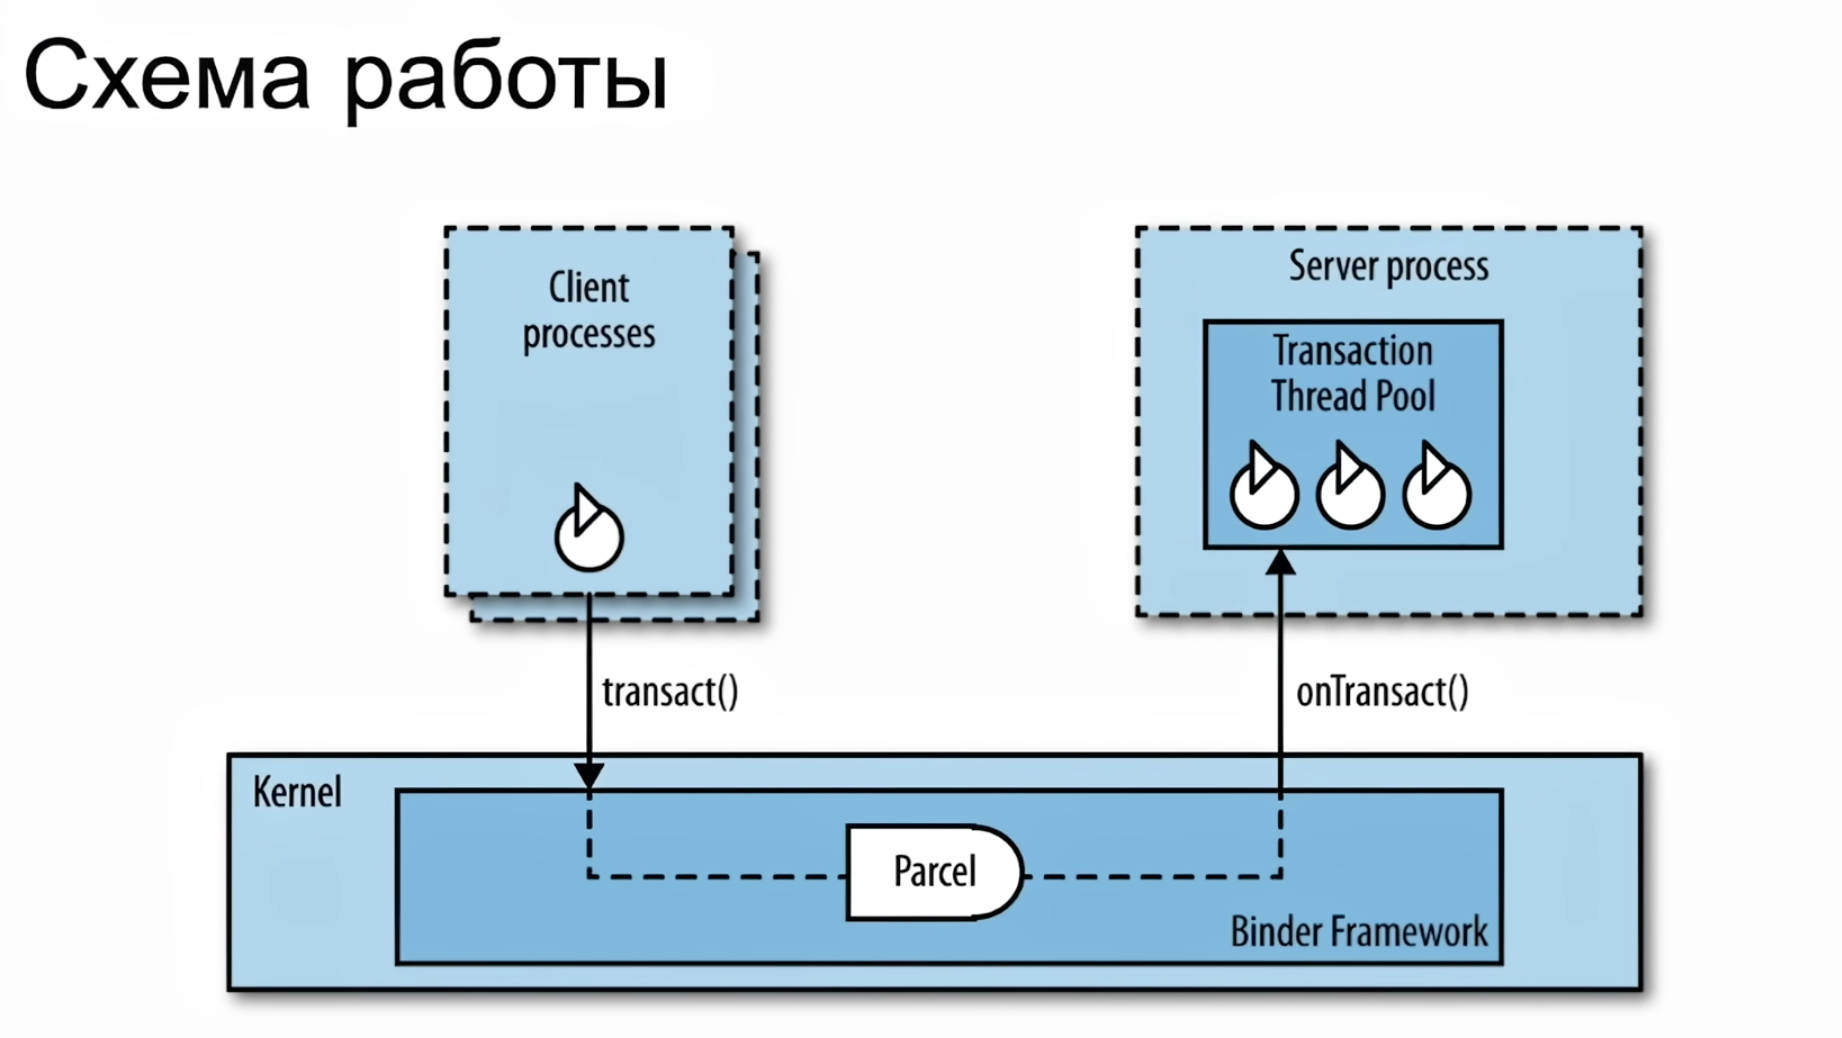 Схема работы
Client
processes
Server process
Transaction
Thread Pool
transact()
onTransact()
Kernel
Parcel
Binder Framework